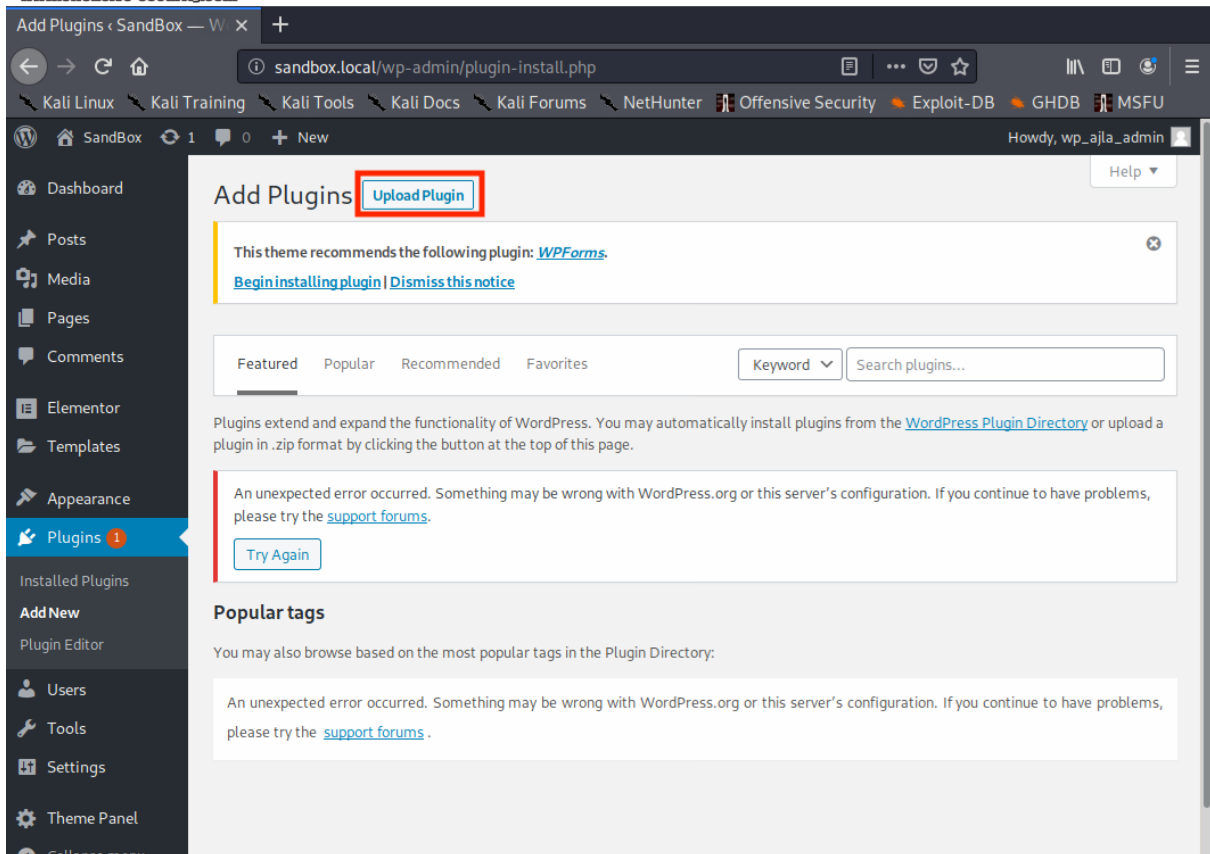 Add Plugins ‹ SandBox — W
sandbox.local/wp-admin/plugin-install.php
Kali Linux Kali Training Kali Tools Kali Docs Kali Forums NetHunter Offensive Security Exploit-DB GHDB MSFU
SandBox 1 0 + New Howdy, wp_ajla_admin
Help
Dashboard
Posts
Media
Pages
Comments
Elementor
Templates
Appearance
Plugins 1
Installed Plugins
Add New
Plugin Editor
Users
Tools
Settings
Theme Panel
Add Plugins Upload Plugin
This theme recommends the following plugin: WPForms.
Begin installing plugin | Dismiss this notice
Featured Popular Recommended Favorites Keyword Search plugins...
Plugins extend and expand the functionality of WordPress. You may automatically install plugins from the WordPress Plugin Directory or upload a
plugin in .zip format by clicking the button at the top of this page.
An unexpected error occurred. Something may be wrong with WordPress.org or this server’s configuration. If you continue to have problems,
please try the support forums.
Try Again
Popular tags
You may also browse based on the most popular tags in the Plugin Directory:
An unexpected error occurred. Something may be wrong with WordPress.org or this server’s configuration. If you continue to have problems,
please try the support forums .